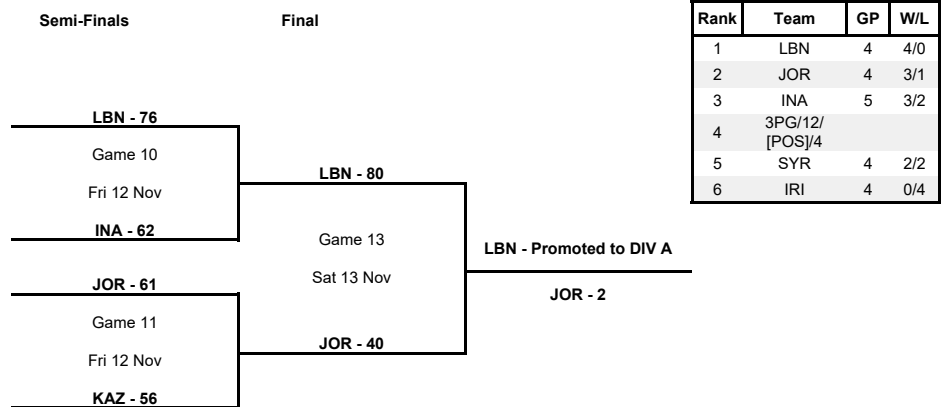 Semi-Finals
Final
LBN - 76
Game 10
Fri 12 Nov
INA - 62
JOR - 61
Game 11
Fri 12 Nov
KAZ - 56
LBN - 80
Game 13
Sat 13 Nov
JOR - 40
LBN - Promoted to DIV A
JOR - 2
Rank Team GP W/L
1 LBN 4 4/0
2 JOR 4 3/1
3 INA 5 3/2
4 3PG/12/
[POS]/4
5 SYR 4 2/2
6 IRI 4 0/4